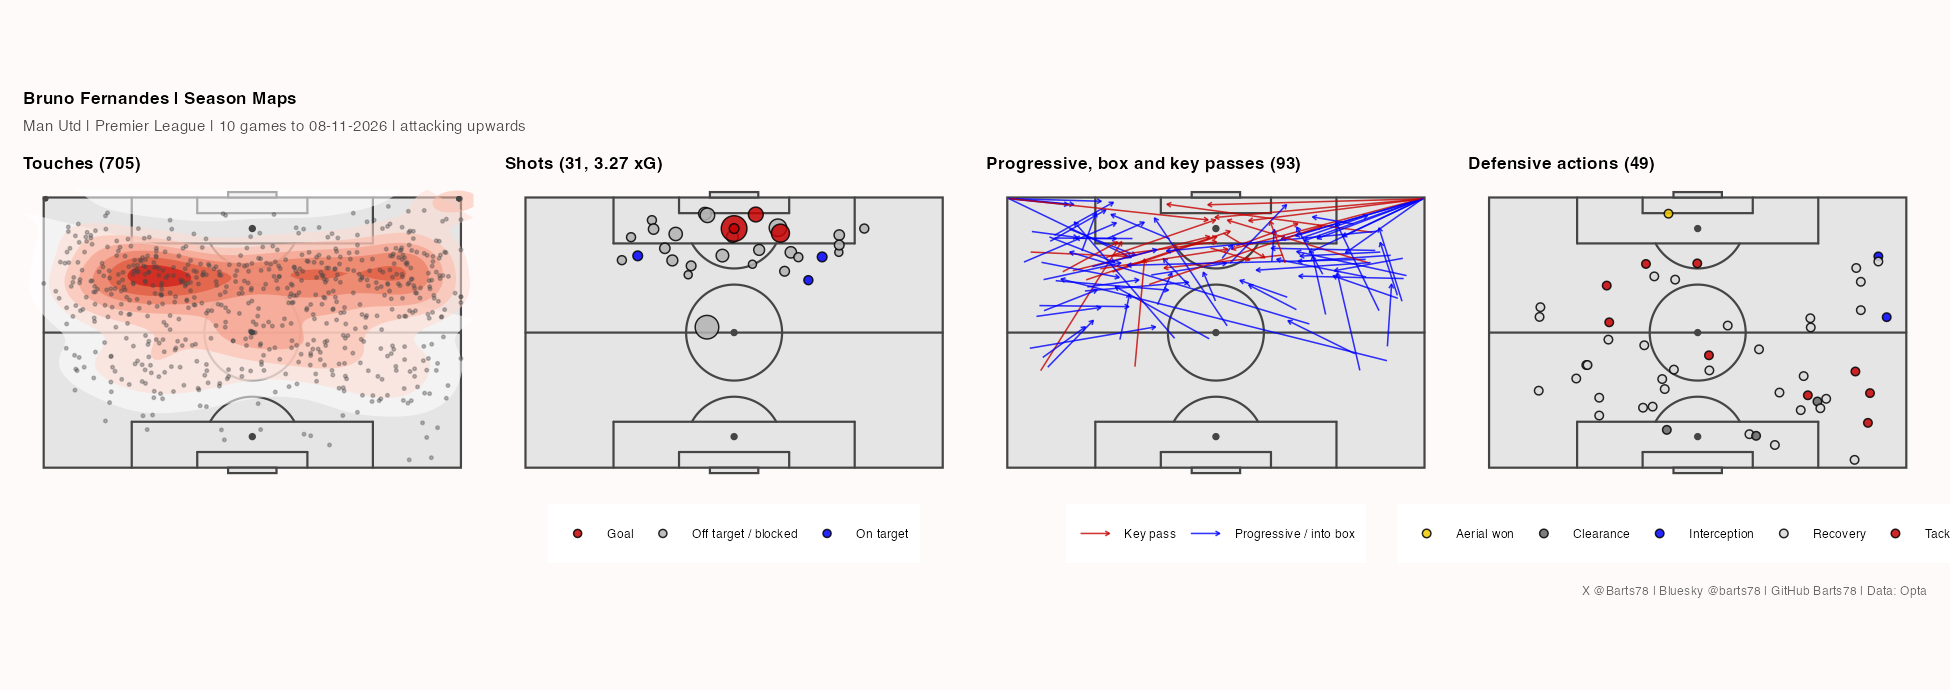 Bruno Fernandes | Season Maps
Man Utd | Premier League | 10 games to 08-11-2026 | attacking upwards
Touches (705)
Shots (31, 3.27 xG)
Progressive, box and key passes (93)
Defensive actions (49)
Goal
Off target / blocked
On target
Key pass
Progressive / into box
Aerial won
Clearance
Interception
Recovery
Tack
X @Barts78 | Bluesky @barts78 | GitHub Barts78 | Data: Opta